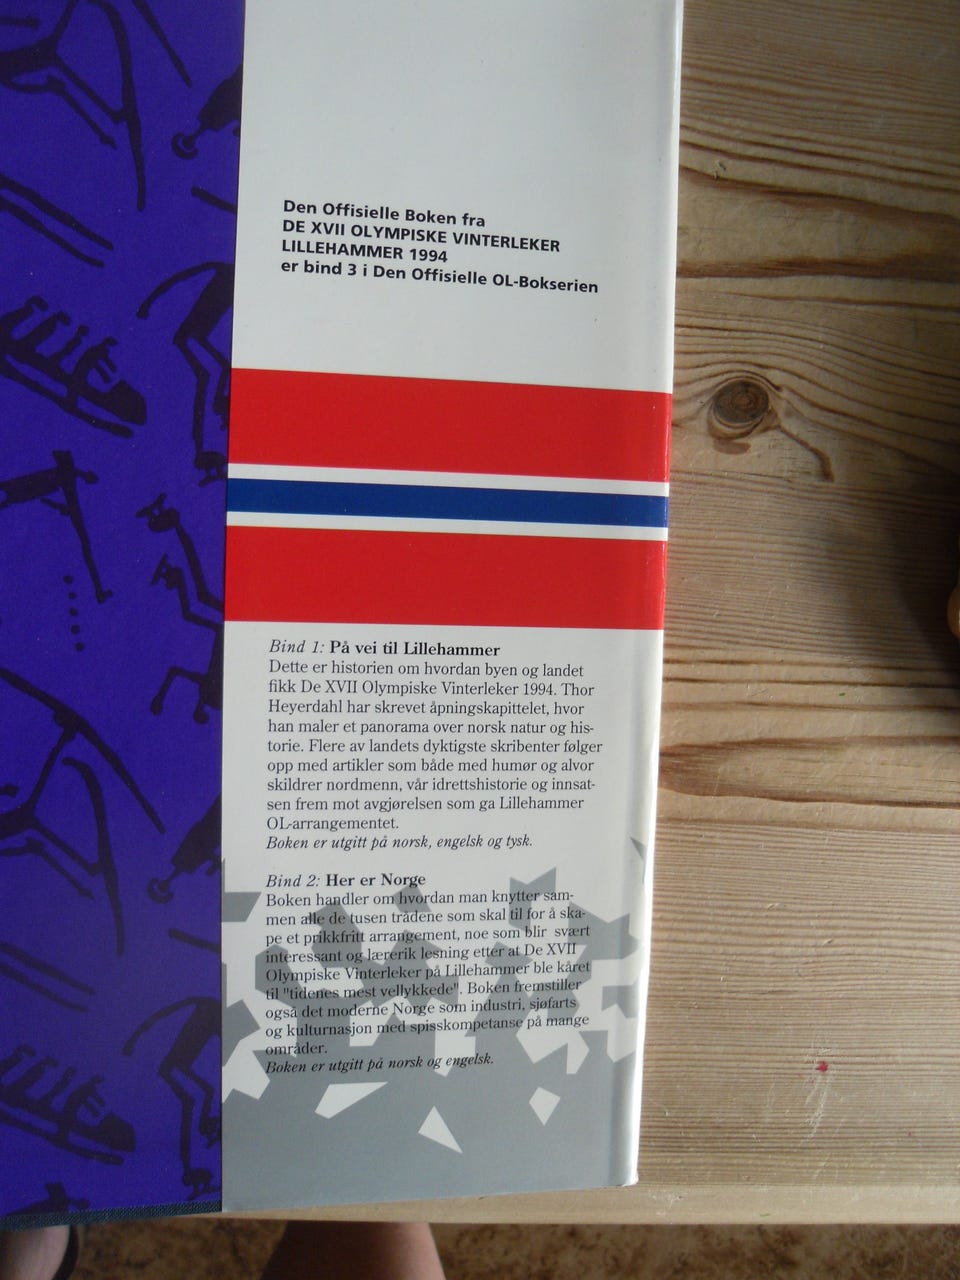 Den Offisielle Boken fra
DE XVII OLYMPISKE VINTERLEKER
LILLEHAMMER 1994
er bind 3 i Den Offisielle OL-Bokserien
Bind 1: På vei til Lillehammer
Dette er historien om hvordan byen og landet
fikk De XVII Olympiske Vinterleker 1994. Thor
Heyerdahl har skrevet åpningskapittelet, hvor
han maler et panorama over norsk natur og his-
torie. Flere av landets dyktigste skribenter følger
opp med artikler som både med humør og alvor
skildrer nordmenn, vår idrettshistorie og innsat-
sen frem mot avgjørelsen som ga Lillehammer
OL-arrangementet.
Boken er utgitt på norsk, engelsk og tysk.
Bind 2: Her er Norge
Boken handler om hvordan man knytter sam-
men alle de tusen trådene som skal til for å ska-
pe et prikkfritt arrangement, noe som blir svært
interessant og lærerik lesning etter at De XVII
Olympiske Vinterleker på Lillehammer ble kåret
til "tidenes mest vellykkede". Boken fremstiller
også det moderne Norge som industri, sjøfarts
og kulturnasjon med spisskompetanse på mange
områder.
Boken er utgitt på norsk og engelsk.